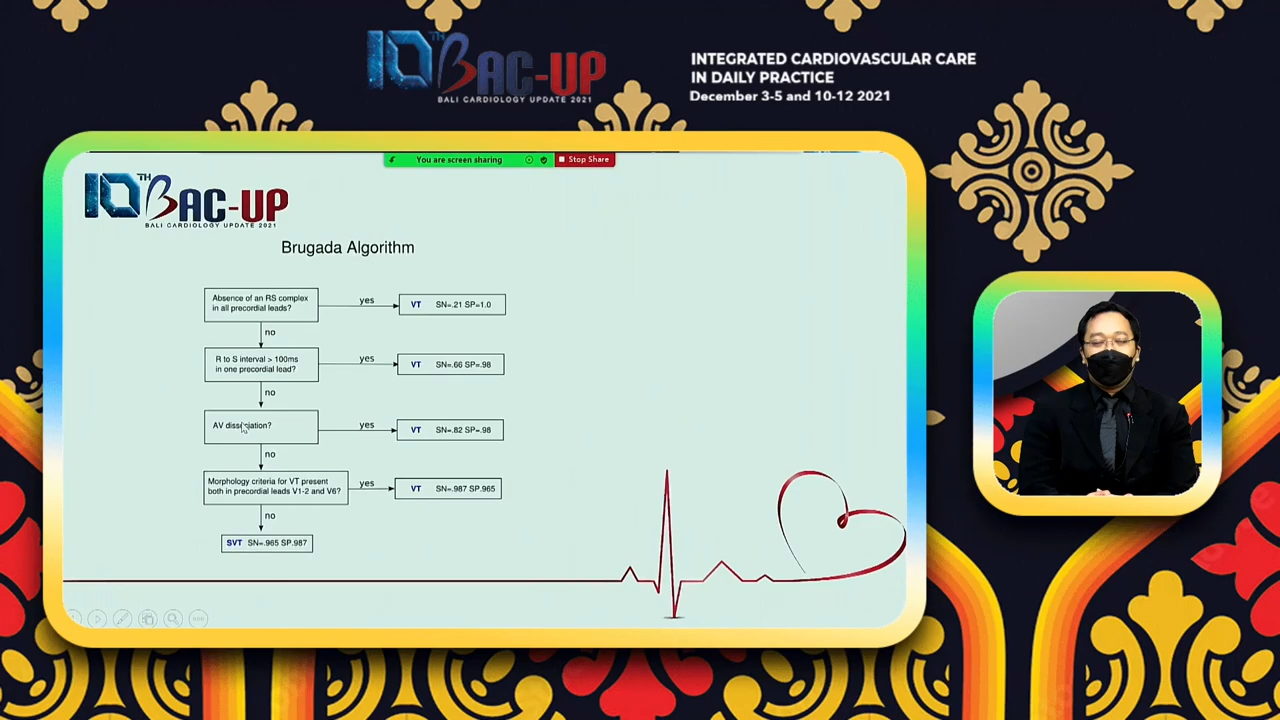 10TH BAC-UP
BALI CARDIOLOGY UPDATE 2021
INTEGRATED CARDIOVASCULAR CARE
IN DAILY PRACTICE
December 3-5 and 10-12 2021
You are screen sharing
Stop Share
10TH BAC-UP
BALI CARDIOLOGY UPDATE 2021
Brugada Algorithm
Absence of an RS complex
in all precordial leads?
yes
VT SN=.21 SP=1.0
no
R to S interval > 100ms
in one precordial lead?
yes
VT SN=.66 SP=.98
no
AV dissociation?
yes
VT SN=.82 SP=.98
no
Morphology criteria for VT present
both in precordial leads V1-2 and V6?
yes
VT SN=.987 SP.965
no
SVT SN=.965 SP.987